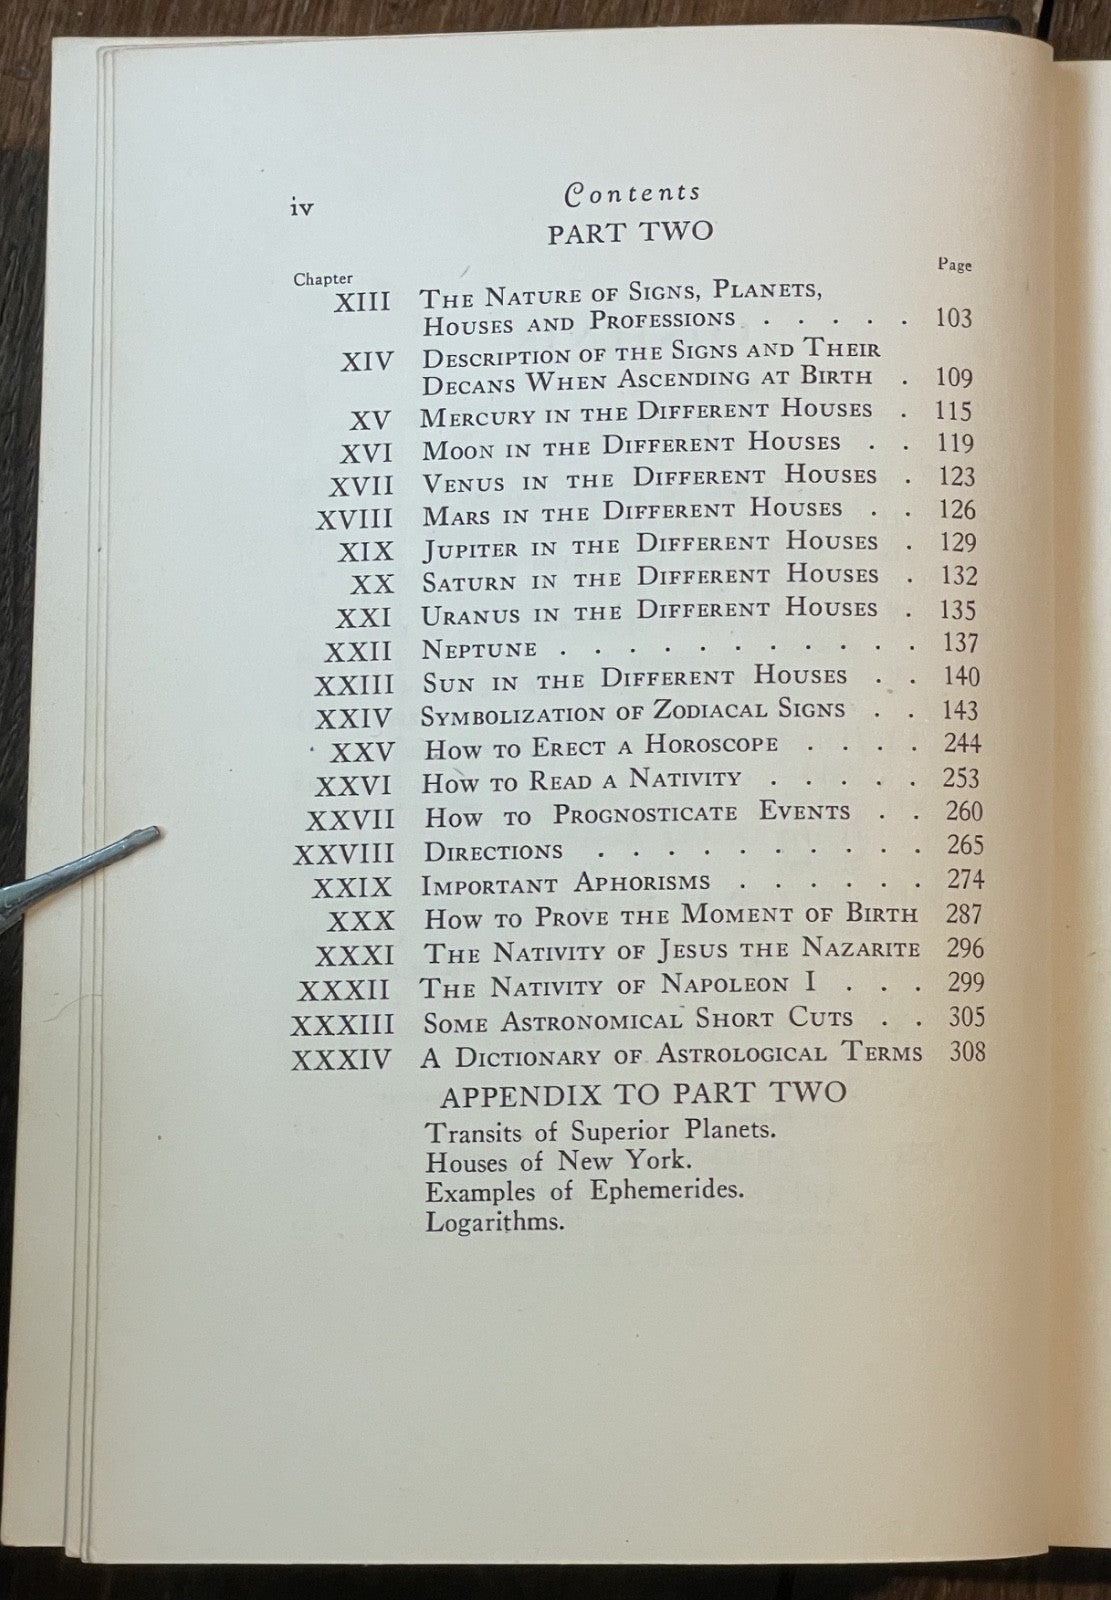 iv Contents
PART TWO
Chapter Page
XIII The Nature of Signs, Planets,
Houses and Professions . . . . . 103
XIV Description of the Signs and Their
Decans When Ascending at Birth . 109
XV Mercury in the Different Houses . 115
XVI Moon in the Different Houses . . 119
XVII Venus in the Different Houses . 123
XVIII Mars in the Different Houses . . 126
XIX Jupiter in the Different Houses . 129
XX Saturn in the Different Houses . 132
XXI Uranus in the Different Houses . 135
XXII Neptune . . . . . . . . . . . 137
XXIII Sun in the Different Houses . . 140
XXIV Symbolization of Zodiacal Signs . . 143
XXV How to Erect a Horoscope . . . . 244
XXVI How to Read a Nativity . . . . . 253
XXVII How to Prognosticate Events . . 260
XXVIII Directions . . . . . . . . . . 265
XXIX Important Aphorisms . . . . . . 274
XXX How to Prove the Moment of Birth 287
XXXI The Nativity of Jesus the Nazarite 296
XXXII The Nativity of Napoleon I . . . 299
XXXIII Some Astronomical Short Cuts . . 305
XXXIV A Dictionary of Astrological Terms 308
APPENDIX TO PART TWO
Transits of Superior Planets.
Houses of New York.
Examples of Ephemerides.
Logarithms.